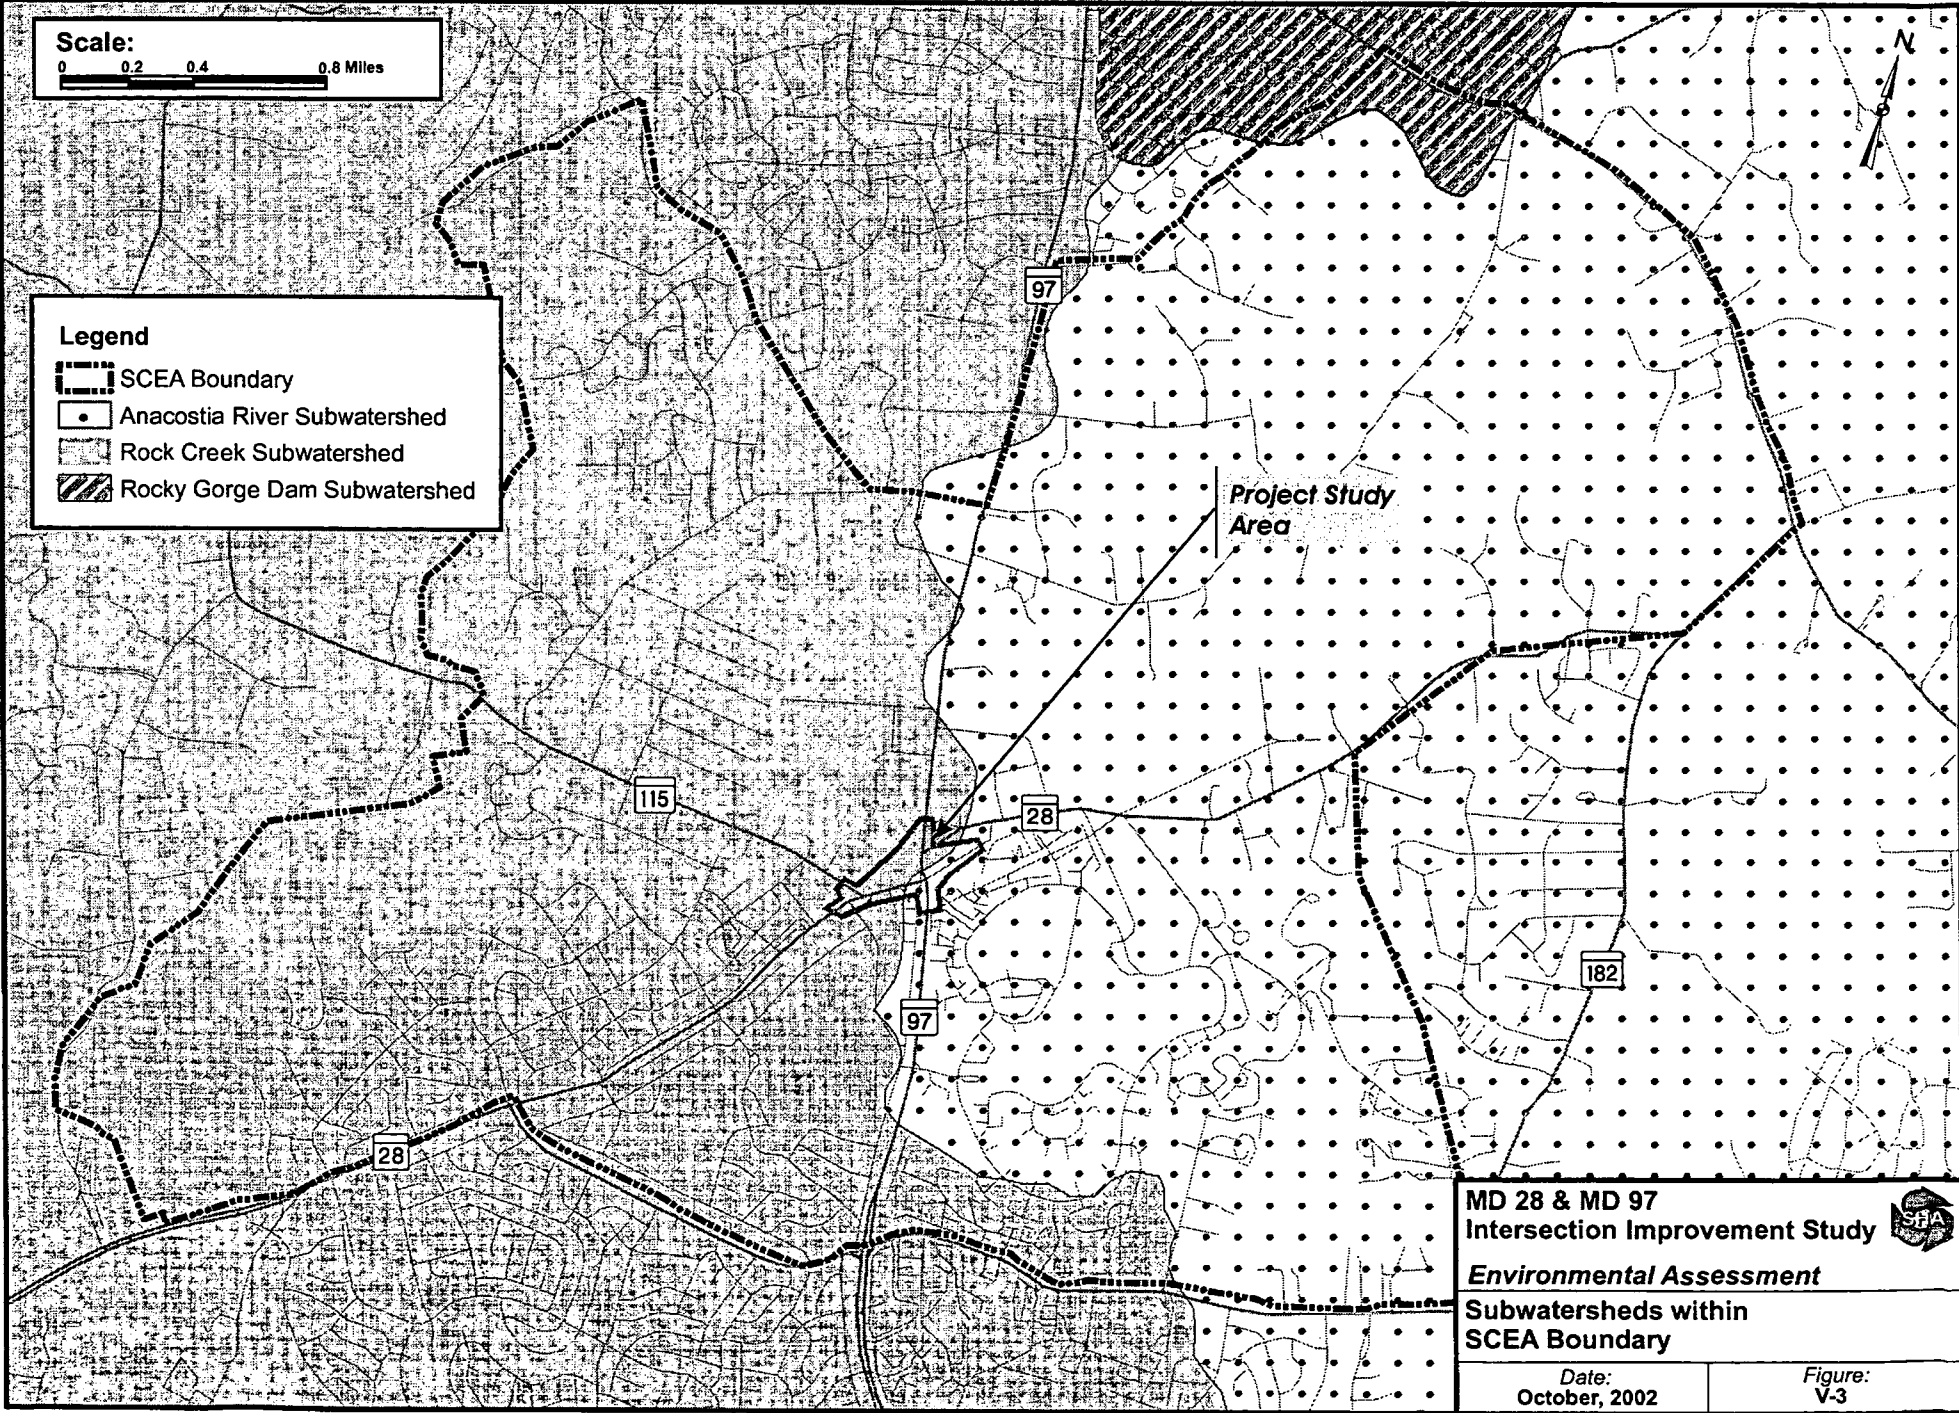 Scale:
0 0.2 0.4 0.8 Miles
N
97
Legend
SCEA Boundary
Anacostia River Subwatershed
Rock Creek Subwatershed
Rocky Gorge Dam Subwatershed
Project Study
Area
115
28
182
97
28
MD 28 & MD 97
Intersection Improvement Study
SHA
Environmental Assessment
Subwatersheds within
SCEA Boundary
Date:
October, 2002
Figure:
V-3